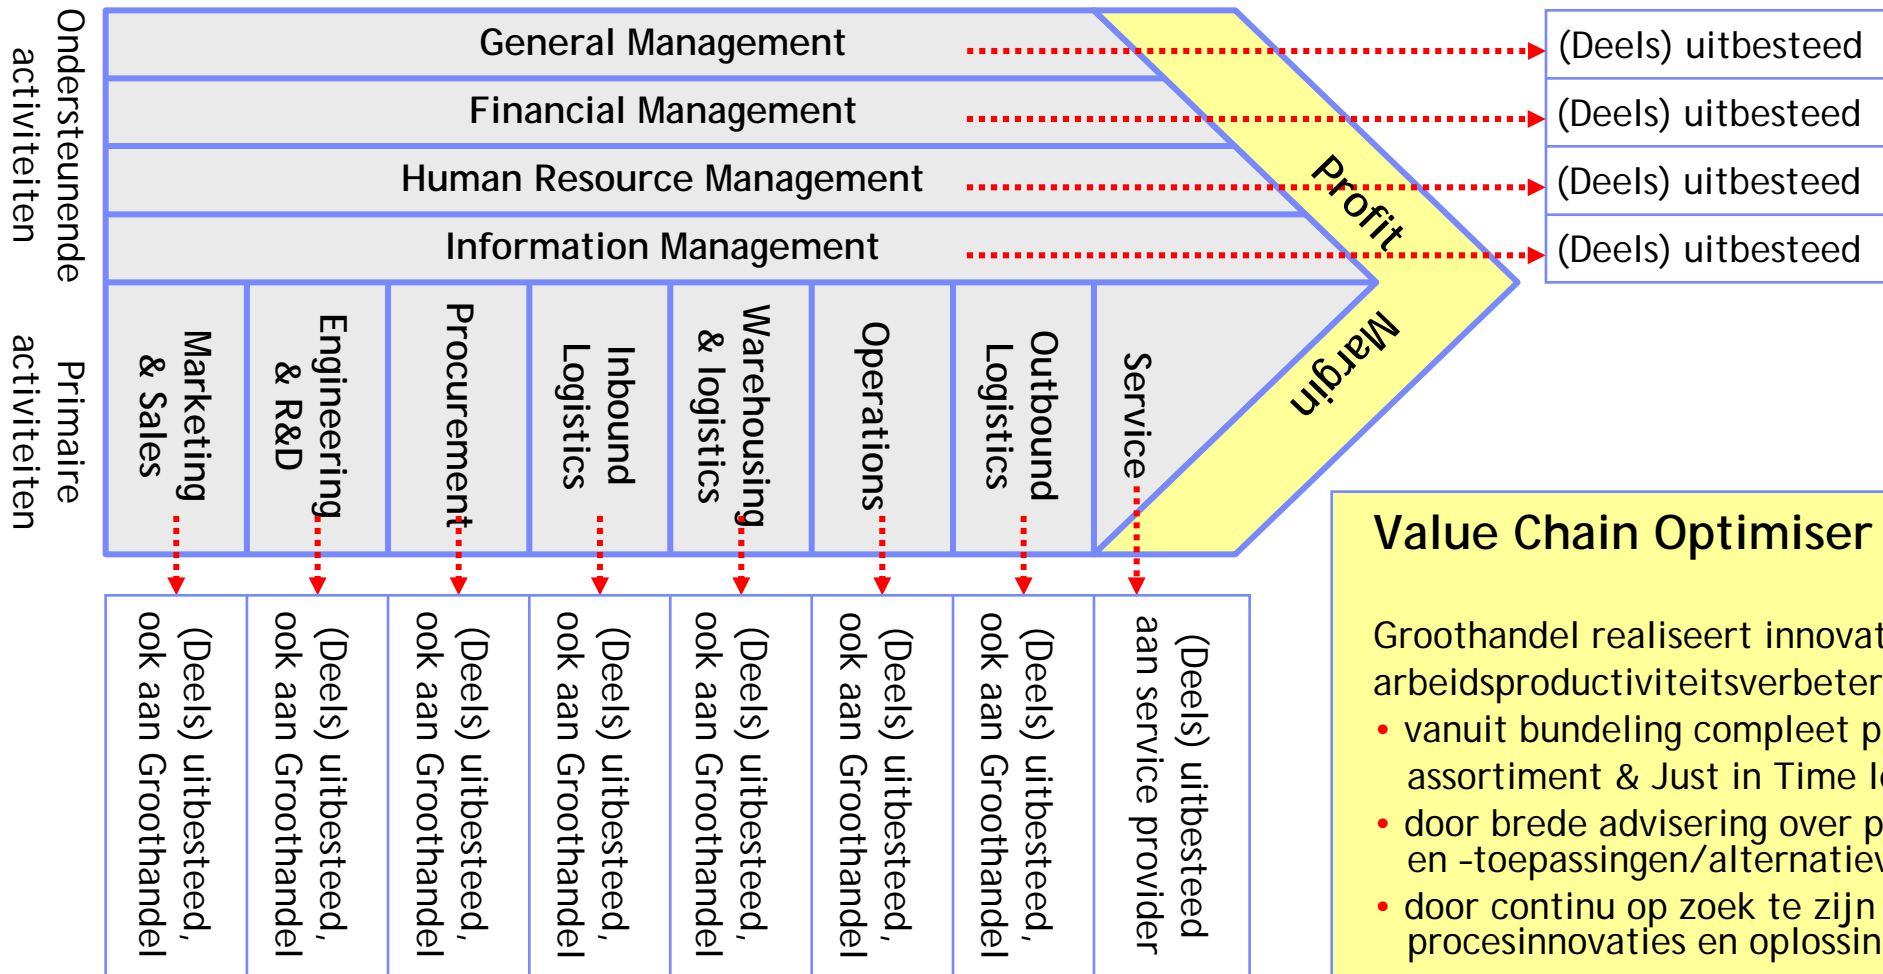 Ondersteunende
activiteiten
General Management
(Deels) uitbesteed
Financial Management
(Deels) uitbesteed
Human Resource Management
(Deels) uitbesteed
Information Management
(Deels) uitbesteed
Profit
Margin
Primaire
activiteiten
Marketing
& Sales
Engineering
& R&D
Procurement
Inbound
Logistics
Warehousing
& logistics
Operations
Outbound
Logistics
Service
(Deels) uitbesteed,
ook aan Groothandel
(Deels) uitbesteed,
ook aan Groothandel
(Deels) uitbesteed,
ook aan Groothandel
(Deels) uitbesteed,
ook aan Groothandel
(Deels) uitbesteed,
ook aan Groothandel
(Deels) uitbesteed,
ook aan Groothandel
(Deels) uitbesteed,
ook aan Groothandel
(Deels) uitbesteed
aan service provider
Value Chain Optimiser
Groothandel realiseert
• vanuit bundeling compleet
assortiment & Just in Time
• door brede advisering over
en
• door continu op zoek te zijn
procesinnovaties en